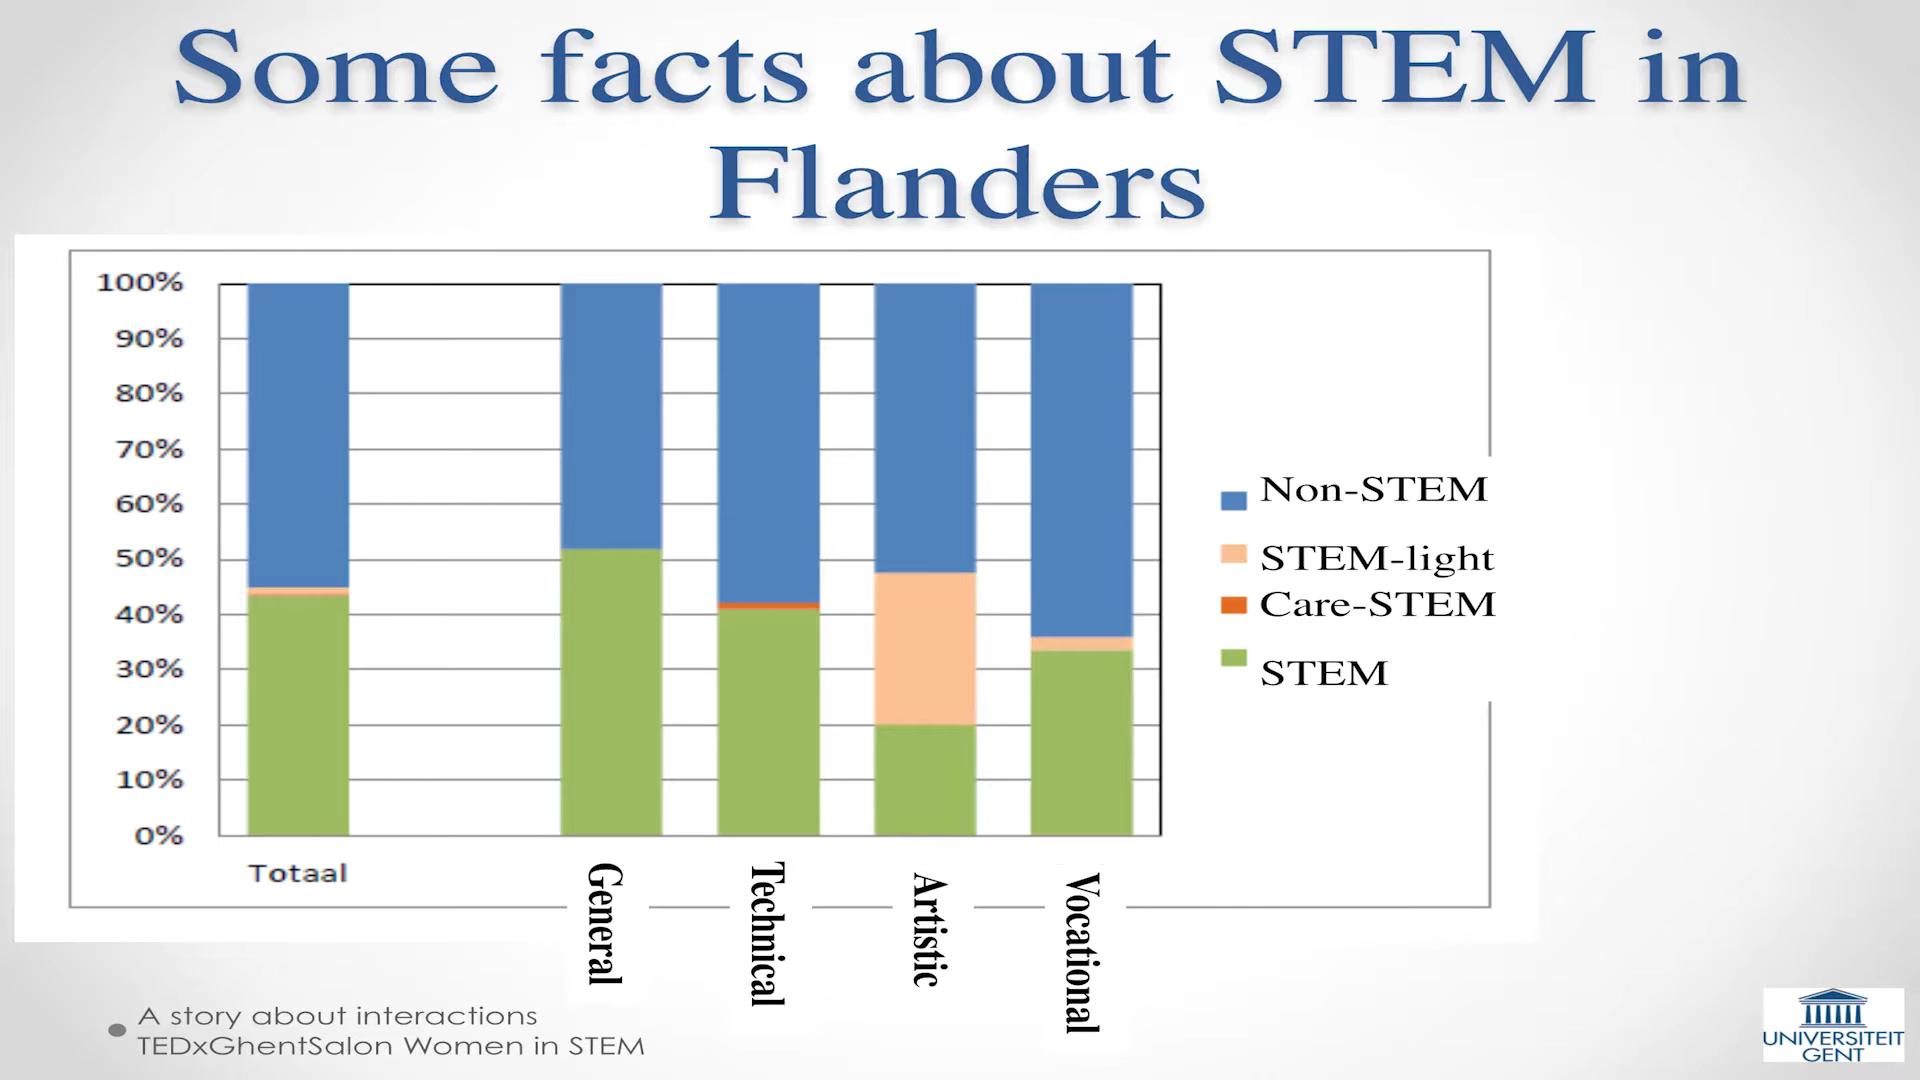 Some facts about STEM in
Flanders
100%
90%
80%
70%
60%
50%
40%
30%
20%
10%
0%
Totaal
General
Technical
Artistic
Vocational
Non-STEM
STEM-light
Care-STEM
STEM
A story about interactions
TEDxGhentSalon Women in STEM
UNIVERSITEIT
GENT